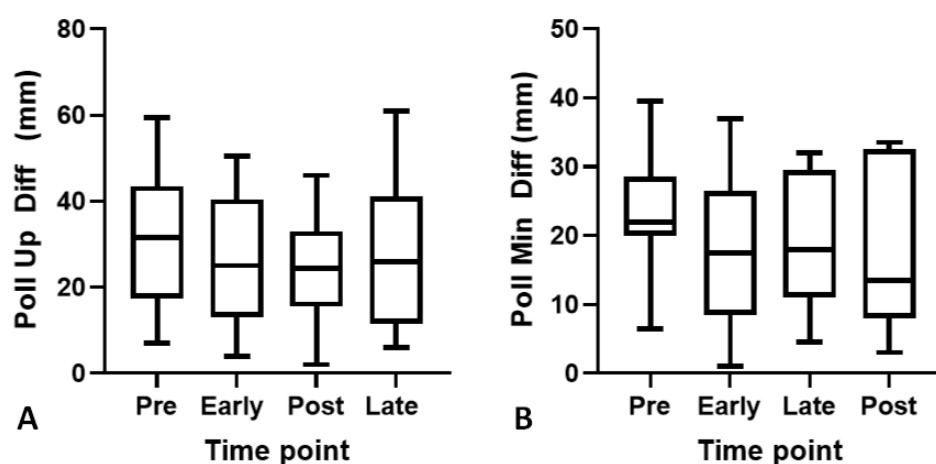 80
60
40
20
0
Poll Up Diff (mm)
Pre Early Post Late
Time point
A
50
40
30
20
10
0
Poll Min Diff (mm)
Pre Early Late Post
Time point
B